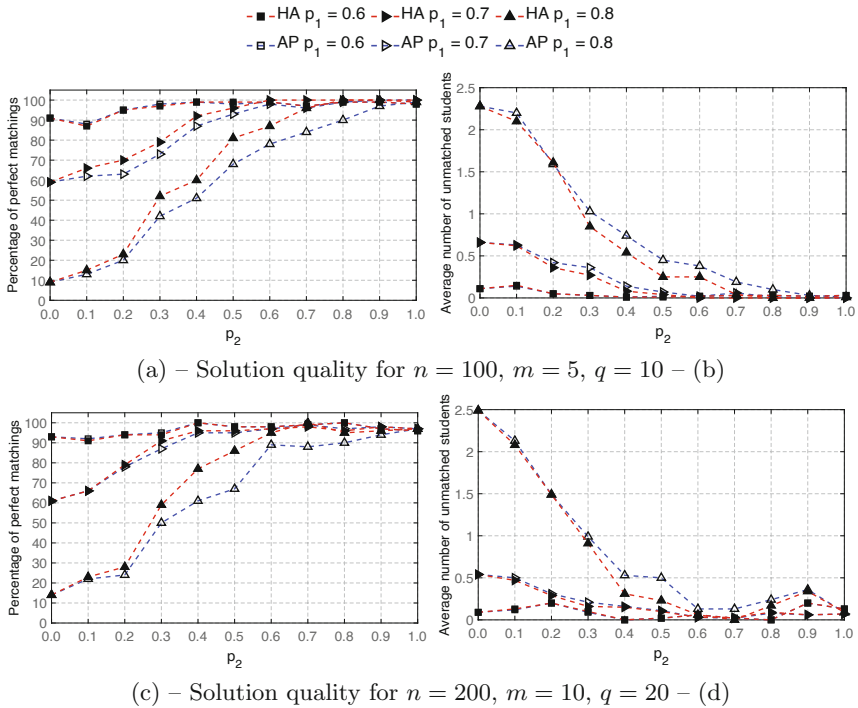 HA p1 = 0.6 HA p1 = 0.7 HA p1 = 0.8
AP p1 = 0.6 AP p1 = 0.7 AP p1 = 0.8
Percentage of perfect matchings
100
90
80
70
60
50
40
30
20
10
0
0.0 0.1 0.2 0.3 0.4 0.5 0.6 0.7 0.8 0.9 1.0
p2
Average number of unmatched students
2.5
2
1.5
1
0.5
0
0.0 0.1 0.2 0.3 0.4 0.5 0.6 0.7 0.8 0.9 1.0
p2
(a) – Solution quality for n = 100, m = 5, q = 10 – (b)
Percentage of perfect matchings
100
90
80
70
60
50
40
30
20
10
0
0.0 0.1 0.2 0.3 0.4 0.5 0.6 0.7 0.8 0.9 1.0
p2
Average number of unmatched students
2.5
2
1.5
1
0.5
0
0.0 0.1 0.2 0.3 0.4 0.5 0.6 0.7 0.8 0.9 1.0
p2
(c) – Solution quality for n = 200, m = 10, q = 20 – (d)